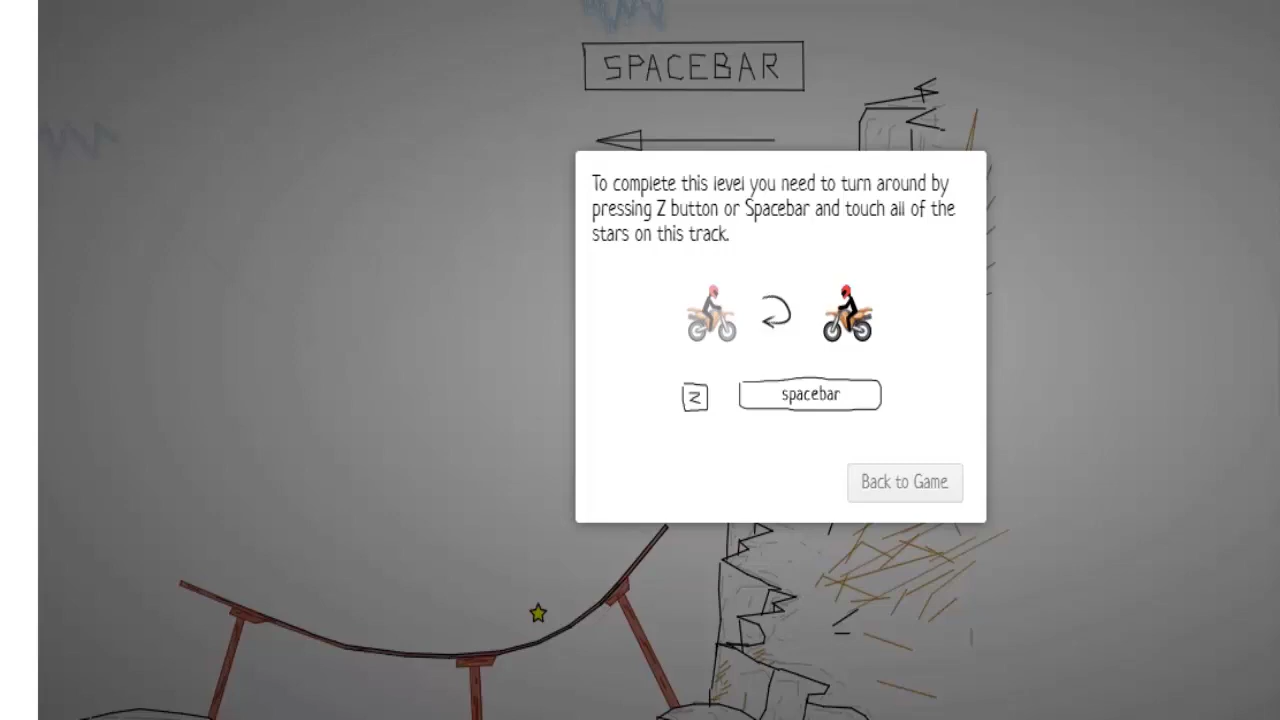 SPACEBAR
To complete this level you need to turn around by
pressing Z button or Spacebar and touch all of the
stars on this track.
Z
spacebar
Back to Game